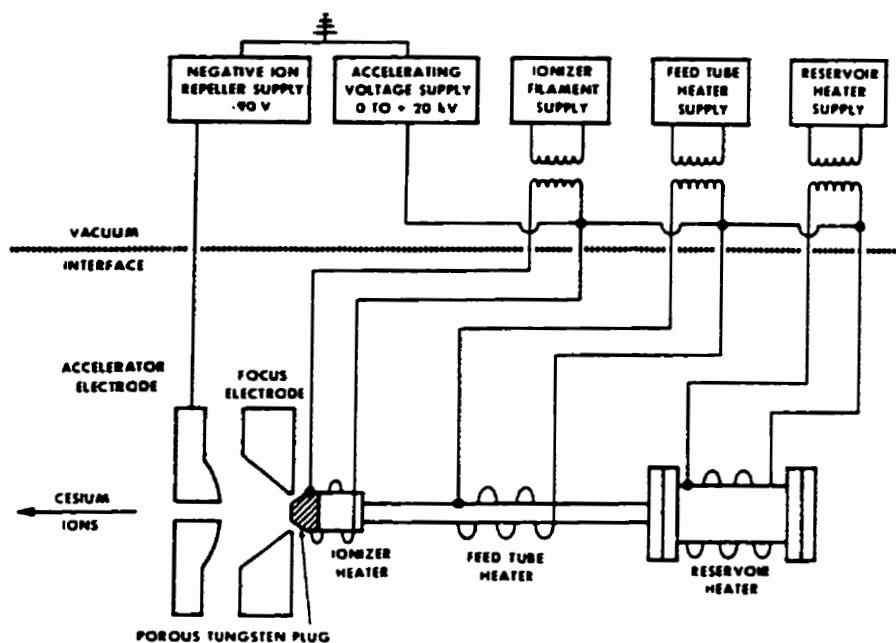 NEGATIVE ION
REPELLER SUPPLY
-90 V
ACCELERATING
VOLTAGE SUPPLY
0 TO + 20 kV
IONIZER
FILAMENT
SUPPLY
FEED TUBE
HEATER
SUPPLY
RESERVOIR
HEATER
SUPPLY
VACUUM
INTERFACE
ACCELERATOR
ELECTRODE
FOCUS
ELECTRODE
CESIUM
IONS
IONIZER
HEATER
FEED TUBE
HEATER
RESERVOIR
HEATER
POROUS TUNGSTEN PLUG